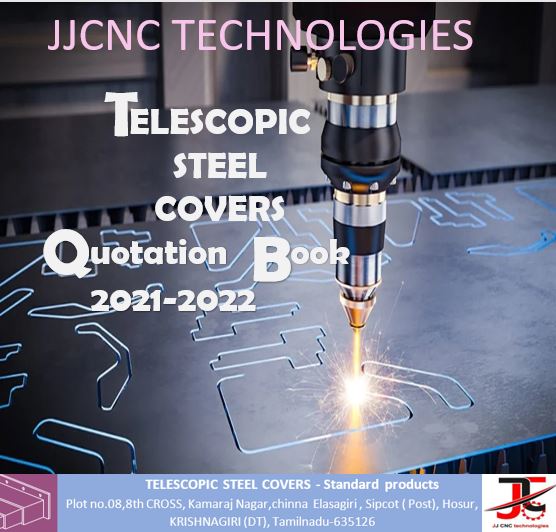 JJCNC TECHNOLOGIES
TELESCOPIC
STEEL
COVERS
Quotation Book
2021-2022
TELESCOPIC STEEL COVERS - Standard products
Plot no.08,8th CROSS, Kamaraj Nagar,chinna Elasagiri , Sipcot ( Post), Hosur,
KRISHNAGIRI (DT), Tamilnadu-635126
JJ CNC technologies